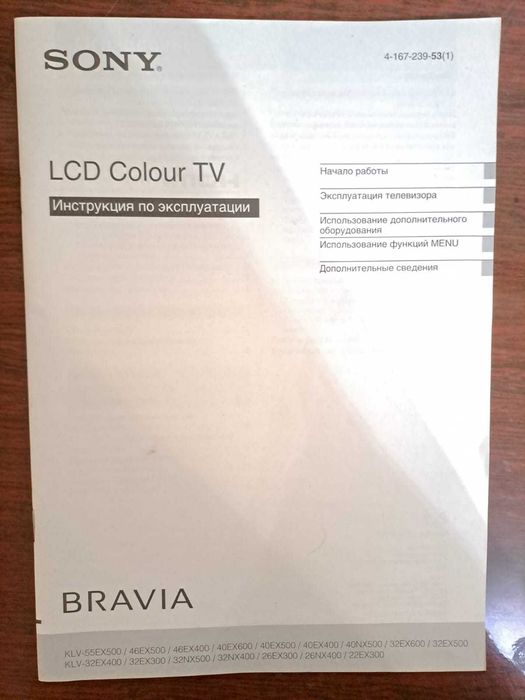 SONY
4-167-239-53(1)
LCD Colour TV
Инструкция по эксплуатации
Начало работы
Эксплуатация телевизора
Использование дополнительного
оборудования
Использование функций MENU
Дополнительные сведения
BRAVIA
KLV-55EX500 / 46EX500 / 46EX400 / 40EX600 / 40EX500 / 40EX400 / 40NX500 / 32EX600 / 32EX500
KLV-32EX400 / 32EX300 / 32NX500 / 32NX400 / 26EX300 / 26NX400 / 22EX300